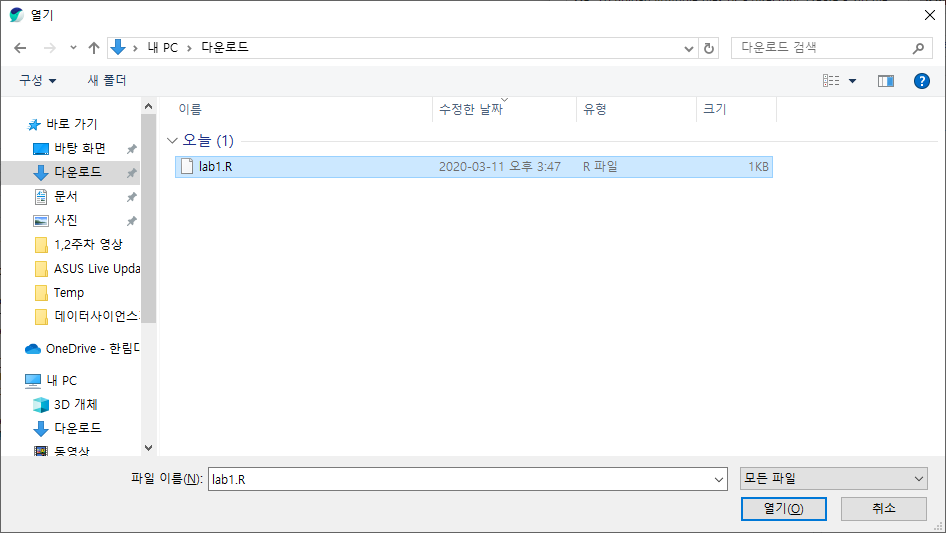 열기
내 PC
다운로드
다운로드 검색
구성
새 폴더
이름
수정한 날짜
유형
크기
바로 가기
바탕 화면
다운로드
문서
사진
1,2주차 영상
ASUS Live Upda
Temp
데이터사이언스
OneDrive - 한림대
내 PC
3D 개체
다운로드
동영상
오늘 (1)
lab1.R 2020-03-11 오후 3:47 R 파일 1KB
파일 이름(N): lab1.R
모든 파일
열기(O)
취소